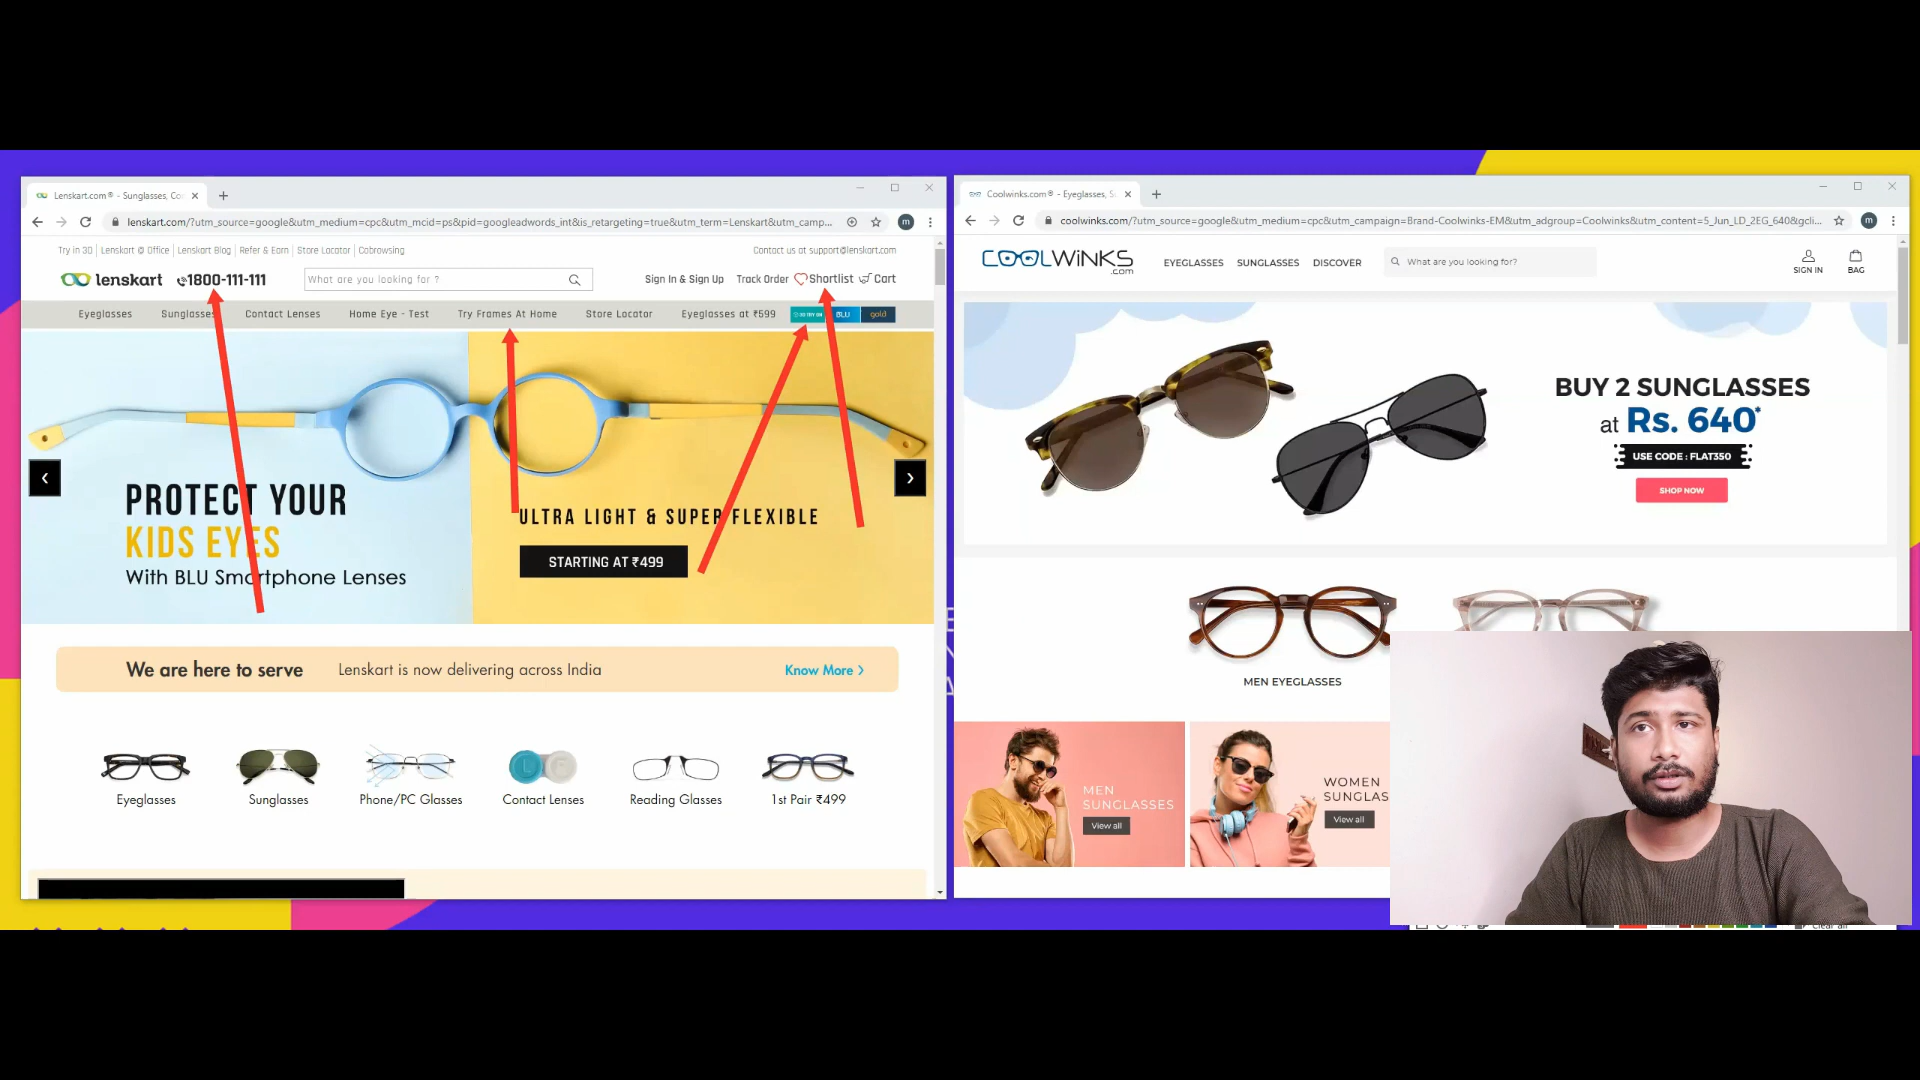 Lenskart.com® - Sunglasses, Co
lenskart.com/?utm_source=google&utm_medium=cpc&utm_mcid=ps&pid=googleadwords_int&is_retargeting=true&utm_term=Lenskart&utm_camp...
m
Try in 3D | Lenskart @ Office | Lenskart Blog | Refer & Earn | Store Locator | Cobrowsing
Contact us at support@lenskart.com
lenskart 1800-111-111
What are you looking for ?
Sign In & Sign Up Track Order Shortlist Cart
Eyeglasses Sunglasses Contact Lenses Home Eye - Test Try Frames At Home Store Locator Eyeglasses at ₹599 BLU gold
PROTECT YOUR
KIDS EYES
With BLU Smartphone Lenses
ULTRA LIGHT & SUPER FLEXIBLE
STARTING AT ₹499
We are here to serve Lenskart is now delivering across India Know More >
Eyeglasses Sunglasses Phone/PC Glasses Contact Lenses Reading Glasses 1st Pair ₹499
Coolwinks.com® - Eyeglasses, S
coolwinks.com/?utm_source=google&utm_medium=cpc&utm_campaign=Brand-Coolwinks-EM&utm_adgroup=Coolwinks&utm_content=5_Jun_LD_2EG_640&gcli...
m
COOLWiNKS
.com
EYEGLASSES SUNGLASSES DISCOVER
What are you looking for?
SIGN IN BAG
BUY 2 SUNGLASSES
at Rs. 640*
USE CODE : FLAT350
SHOP NOW
MEN EYEGLASSES
MEN
SUNGLASSES
View all
WOMEN
SUNGLAS
View all
Clear all